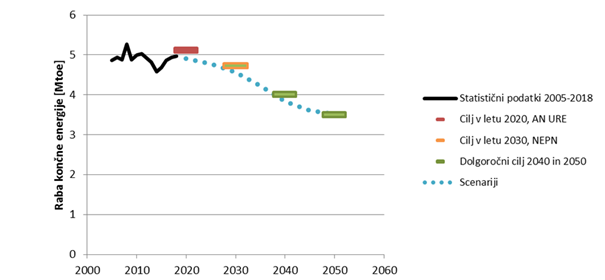 Raba končne energije [Mtoe]
6
5
4
3
2
1
0
2000 2010 2020 2030 2040 2050 2060
Statistični podatki 2005-2018
Cilj v letu 2020, AN URE
Cilj v letu 2030, NEPN
Dolgoročni cilj 2040 in 2050
Scenariji